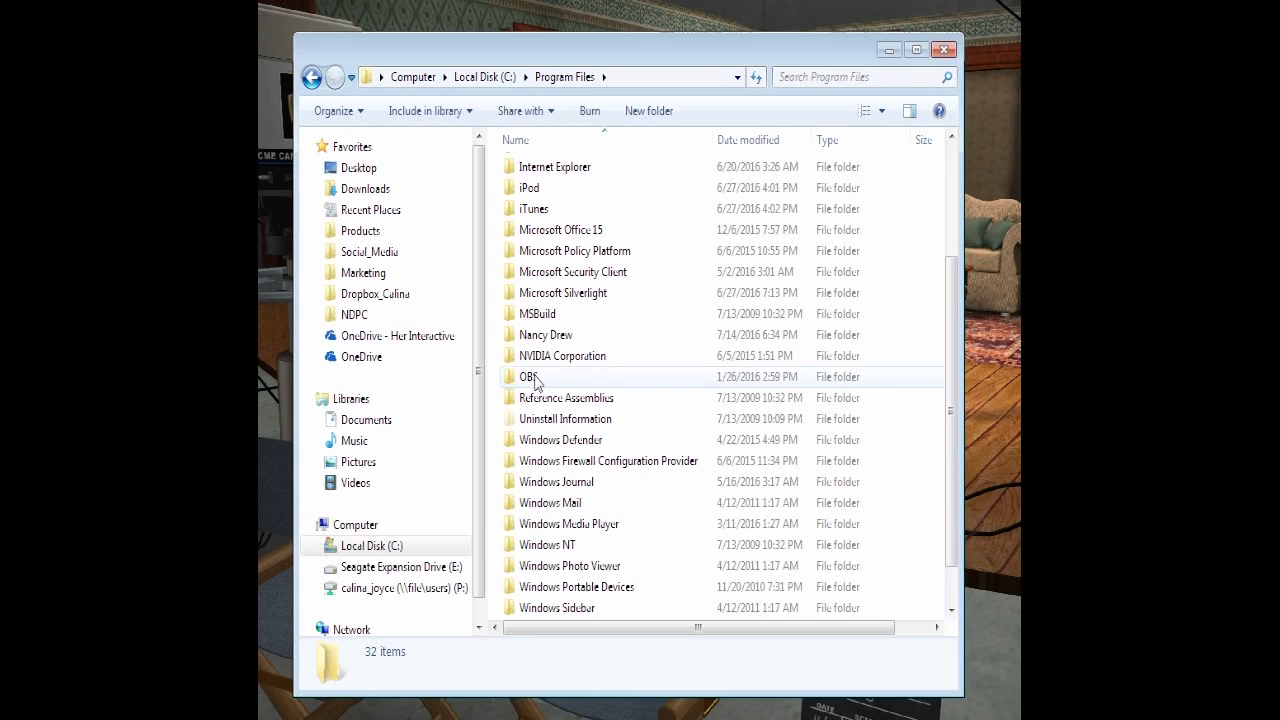 Computer Local Disk (C:) Program Files
Search Program Files
Organize Include in library Share with Burn New folder
Name Date modified Type Size
Favorites
Desktop
Downloads
Recent Places
Products
Social_Media
Marketing
Dropbox_Calina
NDPC
OneDrive - Her Interactive
OneDrive
Libraries
Documents
Music
Pictures
Videos
Computer
Local Disk (C:)
Seagate Expansion Drive (E:)
calina_joyce (\\file\users) (P:)
Network
Internet Explorer 6/20/2016 3:26 AM File folder
iPod 6/27/2016 4:01 PM File folder
iTunes 6/27/2016 4:02 PM File folder
Microsoft Office 15 12/6/2015 7:57 PM File folder
Microsoft Policy Platform 6/6/2015 10:55 PM File folder
Microsoft Security Client 5/2/2016 3:01 AM File folder
Microsoft Silverlight 6/27/2016 7:13 PM File folder
MSBuild 7/13/2009 10:32 PM File folder
Nancy Drew 7/14/2016 6:34 PM File folder
NVIDIA Corporation 6/5/2015 1:51 PM File folder
OBS 1/26/2016 2:59 PM File folder
Reference Assemblies 7/13/2009 10:32 PM File folder
Uninstall Information 7/13/2009 10:09 PM File folder
Windows Defender 4/22/2015 4:49 PM File folder
Windows Firewall Configuration Provider 6/6/2015 11:34 PM File folder
Windows Journal 5/16/2016 3:17 AM File folder
Windows Mail 4/12/2011 1:17 AM File folder
Windows Media Player 3/11/2016 1:27 AM File folder
Windows NT 7/13/2009 10:32 PM File folder
Windows Photo Viewer 4/12/2011 1:17 AM File folder
Windows Portable Devices 11/20/2010 7:31 PM File folder
Windows Sidebar 4/12/2011 1:17 AM File folder
32 items